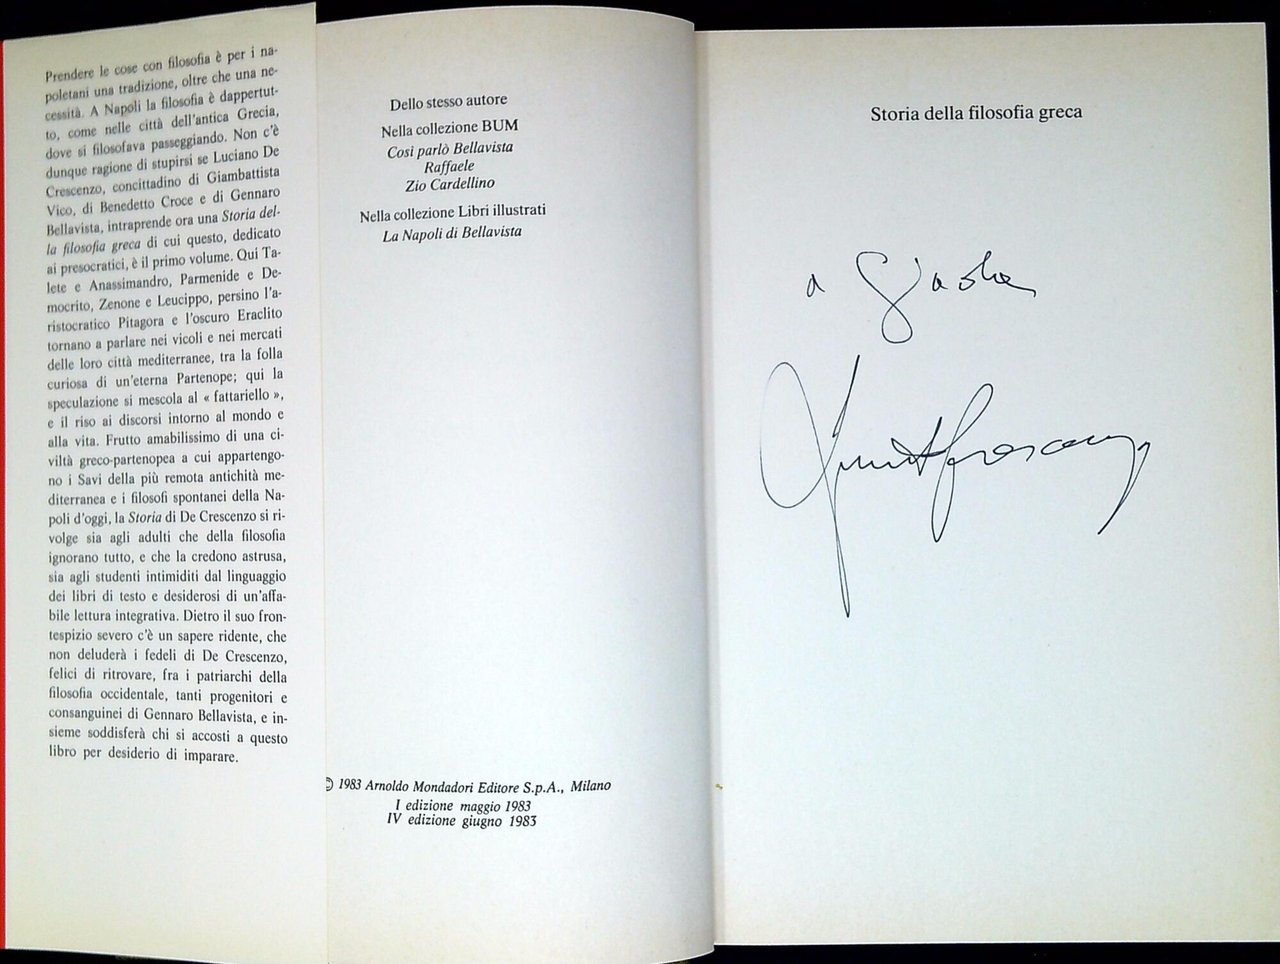 Prendere le cose con filosofia è per i na-
poletani una tradizione, oltre che una ne-
cessità. A Napoli la filosofia è dappertut-
to, come nelle città dell'antica Grecia,
dove si filosofava passeggiando. Non c'è
dunque ragione di stupirsi se Luciano De
Crescenzo, concittadino di Giambattista
Vico, di Benedetto Croce e di Gennaro
Bellavista, intraprende ora una Storia del-
la filosofia greca di cui questo, dedicato
ai presocratici, è il primo volume. Qui Ta-
lete e Anassimandro, Parmenide e De-
mocrito, Zenone e Leucippo, persino l'a-
ristocratico Pitagora e l'oscuro Eraclito
tornano a parlare nei vicoli e nei mercati
delle loro città mediterranee, tra la folla
curiosa di un'eterna Partenope; qui la
speculazione si mescola al « fattariello »,
e il riso ai discorsi intorno al mondo e
alla vita. Frutto amabilissimo di una ci-
viltà greco-partenopea a cui appartengo-
no i Savi della più remota antichità me-
diterranea e i filosofi spontanei della Na-
poli d'oggi, la Storia di De Crescenzo si ri-
volge sia agli adulti che della filosofia
ignorano tutto, e che la credono astrusa,
sia agli studenti intimiditi dal linguaggio
dei libri di testo e desiderosi di un'affa-
bile lettura integrativa. Dietro il suo fron-
tespizio severo c'è un sapere ridente, che
non deluderà i fedeli di De Crescenzo,
felici di ritrovare, fra i patriarchi della
filosofia occidentale, tanti progenitori e
consanguinei di Gennaro Bellavista, e in-
sieme soddisferà chi si accosti a questo
libro per desiderio di imparare.
Dello stesso autore
Nella collezione BUM
Così parlò Bellavista
Raffaele
Zio Cardellino
Nella collezione Libri illustrati
La Napoli di Bellavista
© 1983 Arnoldo Mondadori Editore S.p.A., Milano
I edizione maggio 1983
IV edizione giugno 1983
Storia della filosofia greca
a